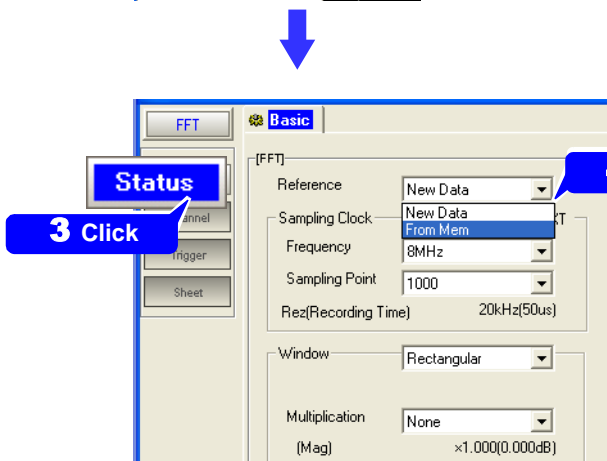 FFT
Basic
[FFT]
Status
Reference
New Data
New Data
From Mem
3 Click
Sampling Clock
Trigger
Frequency
8MHz
Sheet
Sampling Point
1000
Rez(Recording Time)
20kHz(50us)
Window
Rectangular
Multiplication
None
(Mag)
×1.000(0.000dB)